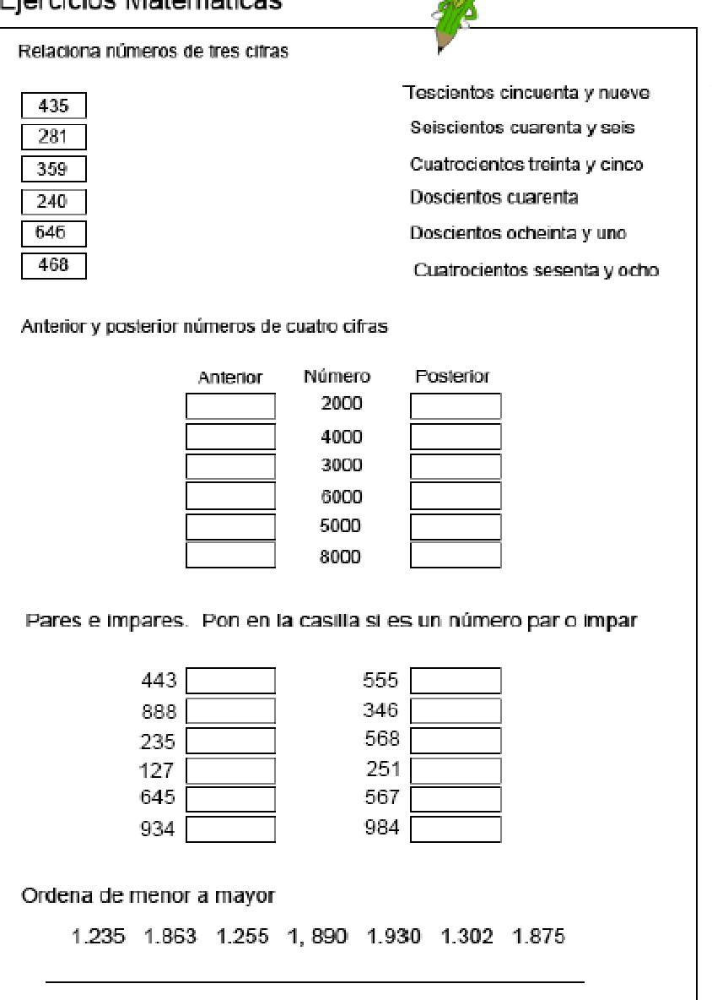 Ejercicios Matemáticas
Relaciona números de tres cifras
435
281
359
240
646
468
Tescientos cincuenta y nueve
Seiscientos cuarenta y seis
Cuatrocientos treinta y cinco
Doscientos cuarenta
Doscientos ocheinta y uno
Cuatrocientos sesenta y ocho
Anterior y posterior números de cuatro cifras
Anterior Número Posterior
2000
4000
3000
6000
5000
8000
Pares e impares. Pon en la casilla si es un número par o impar
443 555
888 346
235 568
127 251
645 567
934 984
Ordena de menor a mayor
1.235 1.863 1.255 1, 890 1.930 1.302 1.875